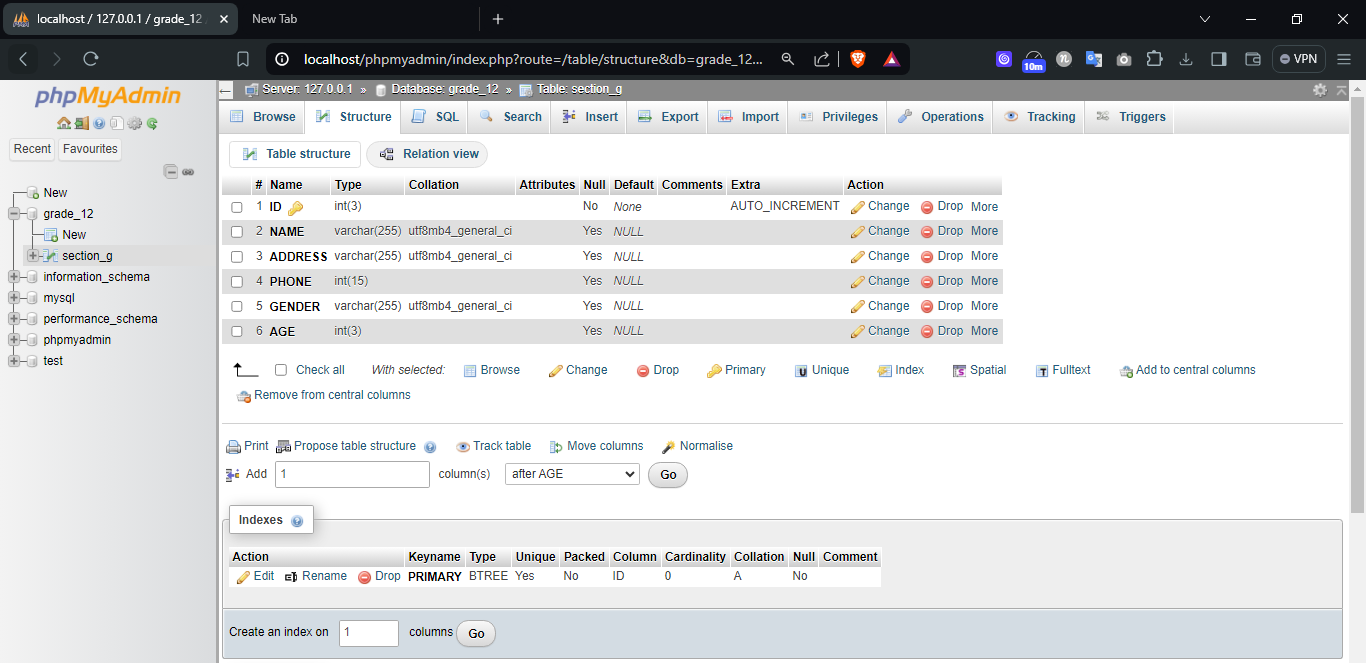 localhost / 127.0.0.1 / grade_12
New Tab
localhost/phpmyadmin/index.php?route=/table/structure&db=grade_12...
10m
VPN
phpMyAdmin
Recent Favourites
New
grade_12
New
section_g
information_schema
mysql
performance_schema
phpmyadmin
test
Server: 127.0.0.1 » Database: grade_12 » Table: section_g
Browse Structure SQL Search Insert Export Import Privileges Operations Tracking Triggers
Table structure Relation view
# Name Type Collation Attributes Null Default Comments Extra Action
1 ID int(3) No None AUTO_INCREMENT Change Drop More
2 NAME varchar(255) utf8mb4_general_ci Yes NULL Change Drop More
3 ADDRESS varchar(255) utf8mb4_general_ci Yes NULL Change Drop More
4 PHONE int(15) Yes NULL Change Drop More
5 GENDER varchar(255) utf8mb4_general_ci Yes NULL Change Drop More
6 AGE int(3) Yes NULL Change Drop More
Check all With selected: Browse Change Drop Primary Unique Index Spatial Fulltext Add to central columns
Remove from central columns
Print Propose table structure Track table Move columns Normalise
Add 1 column(s) after AGE Go
Indexes
Action Keyname Type Unique Packed Column Cardinality Collation Null Comment
Edit Rename Drop PRIMARY BTREE Yes No ID 0 A No
Create an index on 1 columns Go